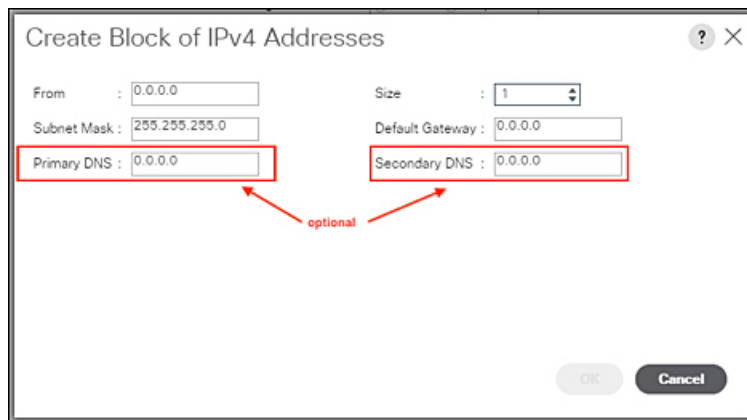 Create Block of IPv4 Addresses ?
From : 0.0.0.0 Size : 1
Subnet Mask : 255.255.255.0 Default Gateway : 0.0.0.0
Primary DNS : 0.0.0.0 Secondary DNS : 0.0.0.0
optional
OK Cancel